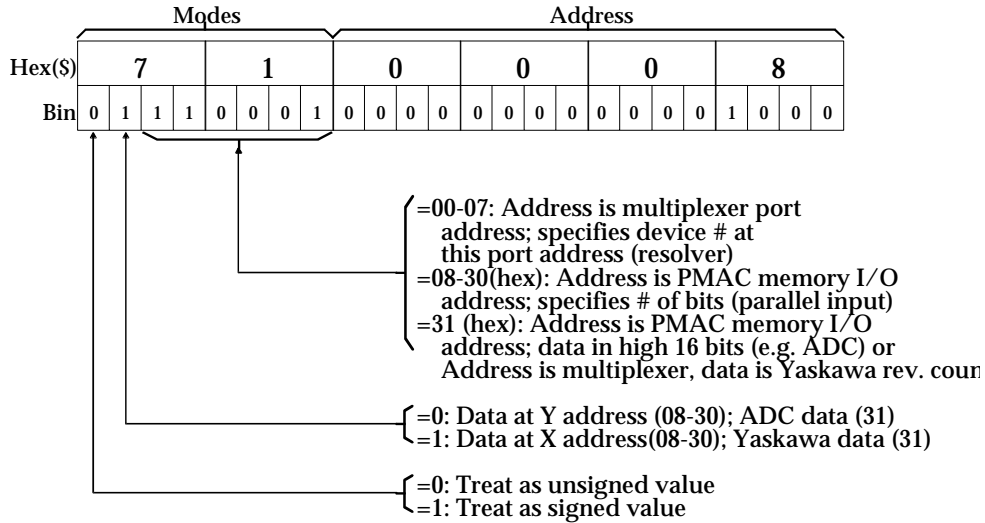 Modes Address
Hex($) 7 1 0 0 0 8
Bin 0 1 1 1 0 0 0 1 0 0 0 0 0 0 0 0 0 0 0 0 1 0 0 0
=00-07: Address is multiplexer port
address; specifies device # at
this port address (resolver)
=08-30(hex): Address is PMAC memory I/O
address; specifies # of bits (parallel input)
=31 (hex): Address is PMAC memory I/O
address; data in high 16 bits (e.g. ADC) or
Address is multiplexer, data is Yaskawa rev. coun
=0: Data at Y address (08-30); ADC data (31)
=1: Data at X address(08-30); Yaskawa data (31)
=0: Treat as unsigned value
=1: Treat as signed value